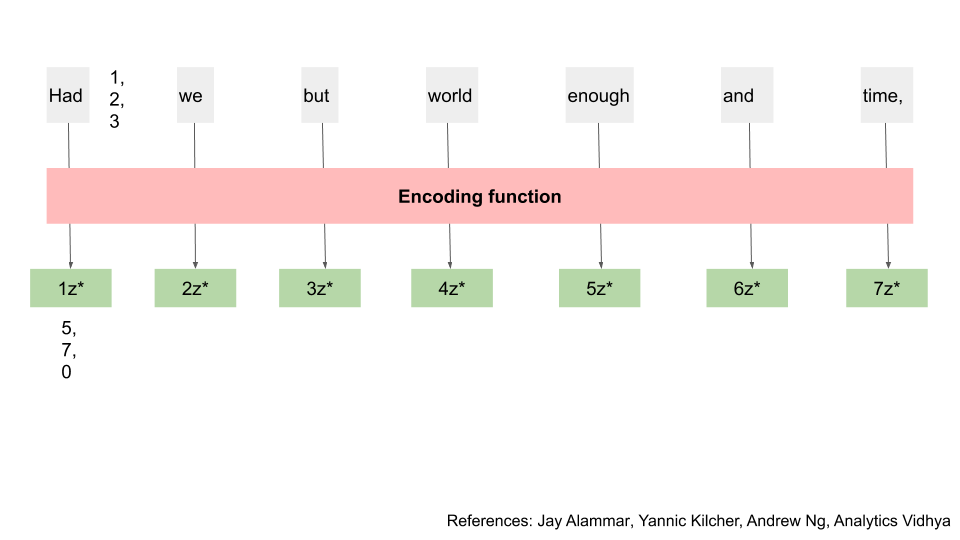 Had
1,
2,
3
we
but
world
enough
and
time,
Encoding function
1z*
2z*
3z*
4z*
5z*
6z*
7z*
5,
7,
0
References: Jay Alammar, Yannic Kilcher, Andrew Ng, Analytics Vidhya